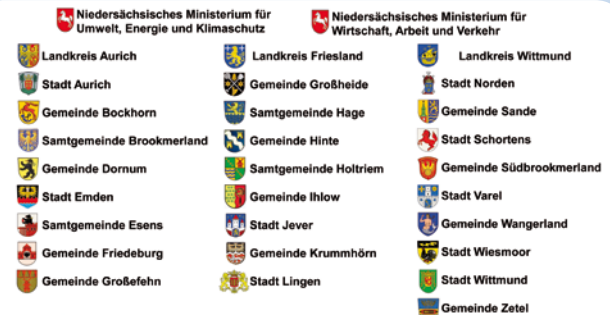 Niedersächsisches Ministerium für
Umwelt, Energie und Klimaschutz
Niedersächsisches Ministerium für
Wirtschaft, Arbeit und Verkehr
Landkreis Aurich
Stadt Aurich
Gemeinde Bockhorn
Samtgemeinde Brookmerland
Gemeinde Dornum
Stadt Emden
Samtgemeinde Esens
Gemeinde Friedeburg
Gemeinde Großefehn
Landkreis Friesland
Gemeinde Großheide
Samtgemeinde Hage
Gemeinde Hinte
Samtgemeinde Holtriem
Gemeinde Ihlow
Stadt Jever
Gemeinde Krummhörn
Stadt Lingen
Landkreis Wittmund
Stadt Norden
Gemeinde Sande
Stadt Schortens
Gemeinde Südbrookmerland
Stadt Varel
Gemeinde Wangerland
Stadt Wiesmoor
Stadt Wittmund
Gemeinde Zetel